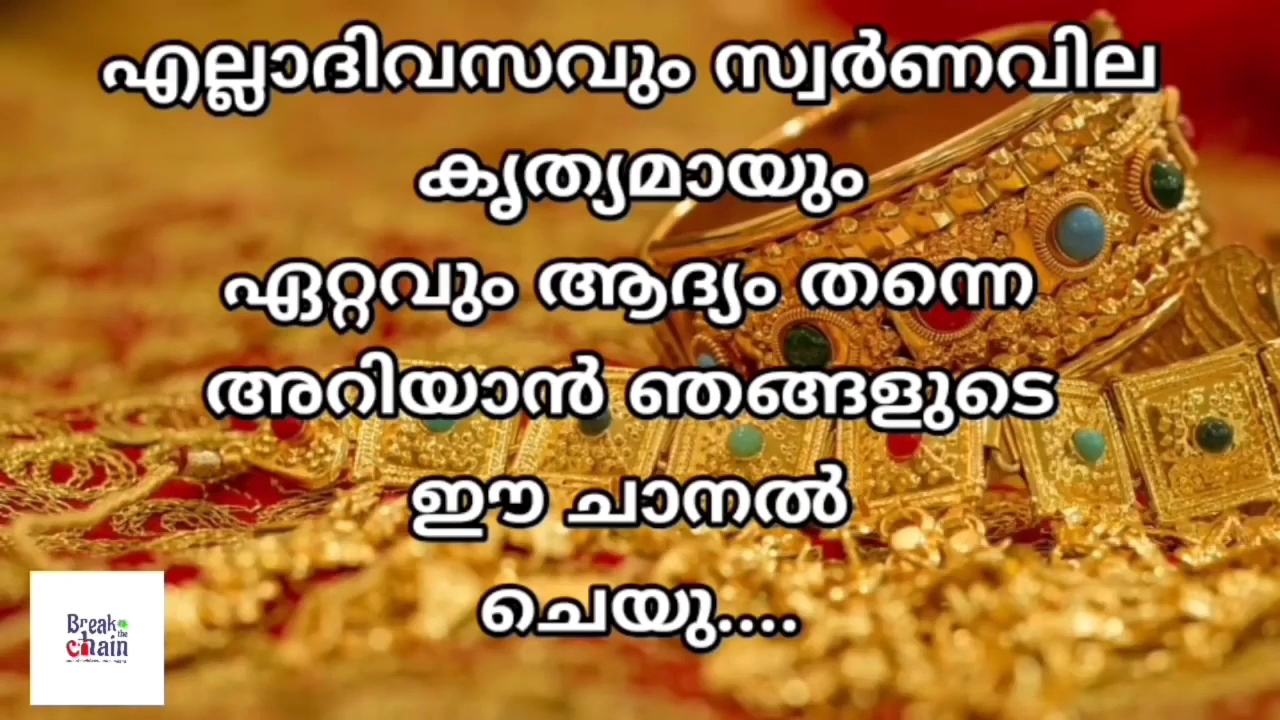 എല്ലാദിവസവും സ്വർണവില
കൃത്യമായും
ഏറ്റവും ആദ്യം തന്നെ
അറിയാൻ ഞങ്ങളുടെ
ഈ ചാനൽ
ചെയു....
Break
the
chain